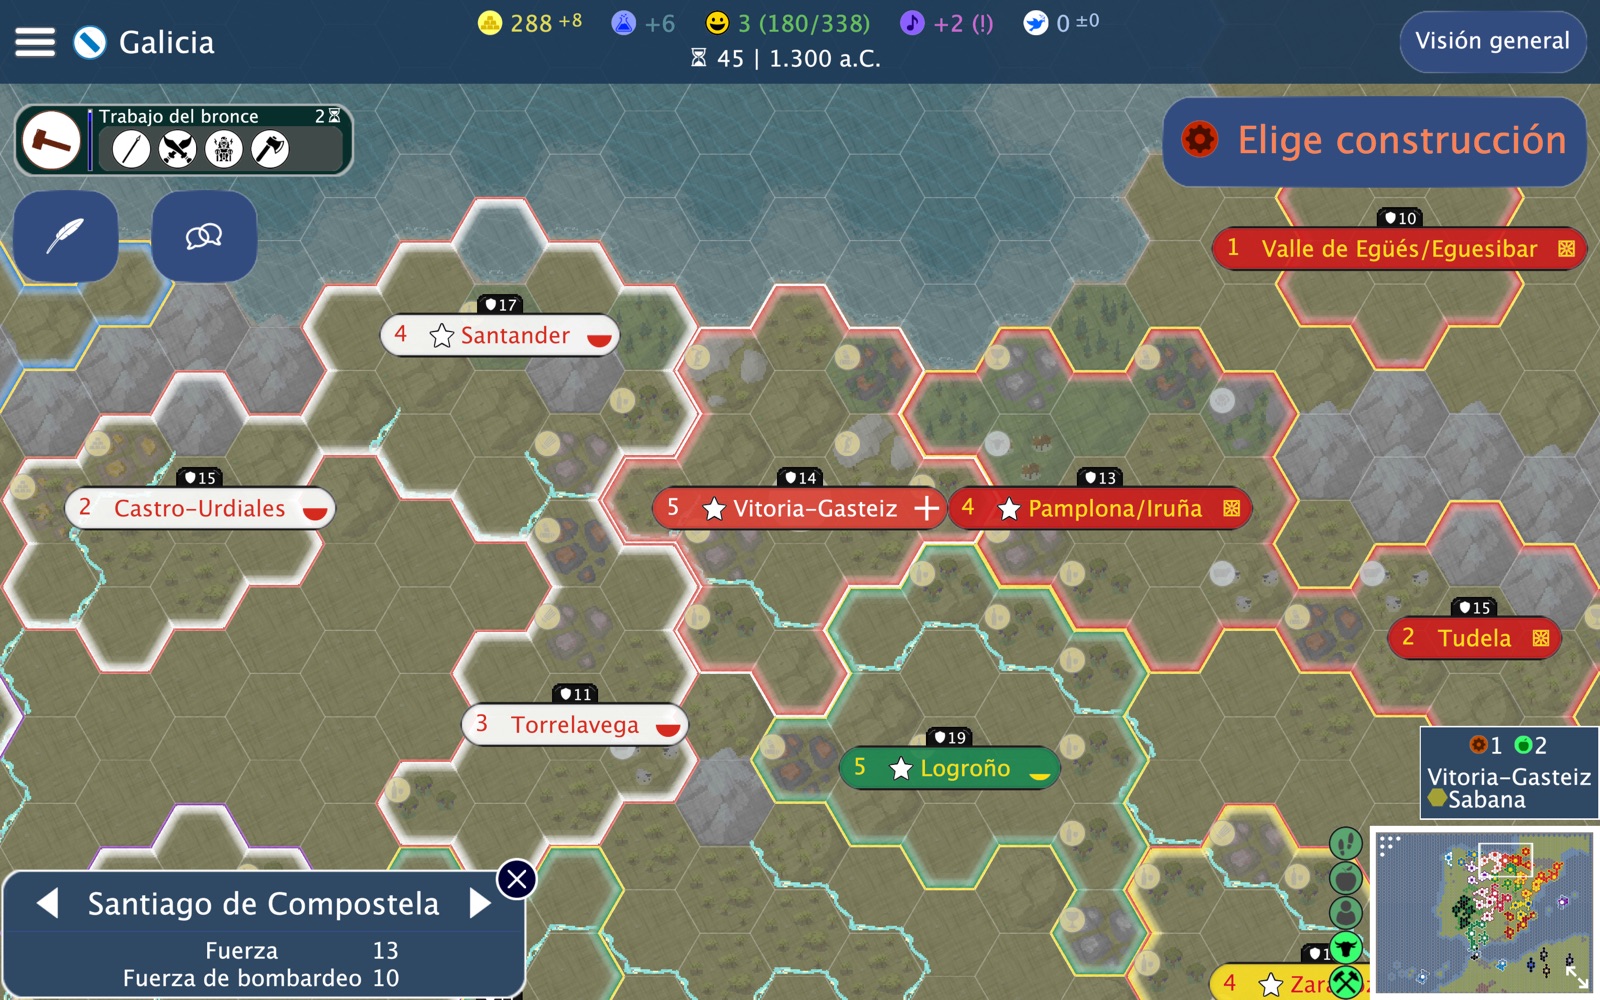 Galicia
288 +8
+6
3 (180/338)
+2 (!)
0 ±0
45 | 1.300 a.C.
Visión general
Trabajo del bronce
2
Elige construcción
10
1 Valle de Egüés/Eguesibar
17
4 Santander
15
2 Castro-Urdiales
14
5 Vitoria-Gasteiz
13
4 Pamplona/Iruña
15
2 Tudela
11
3 Torrelavega
19
5 Logroño
1 2
Vitoria-Gasteiz
Sabana
Santiago de Compostela
Fuerza 13
Fuerza de bombardeo 10
4